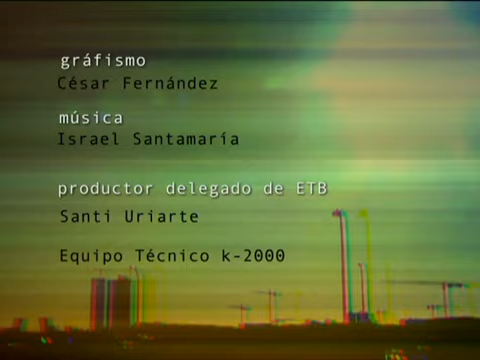 gráfismo
César Fernández
música
Israel Santamaría
productor delegado de ETB
Santi Uriarte
Equipo Técnico k-2000